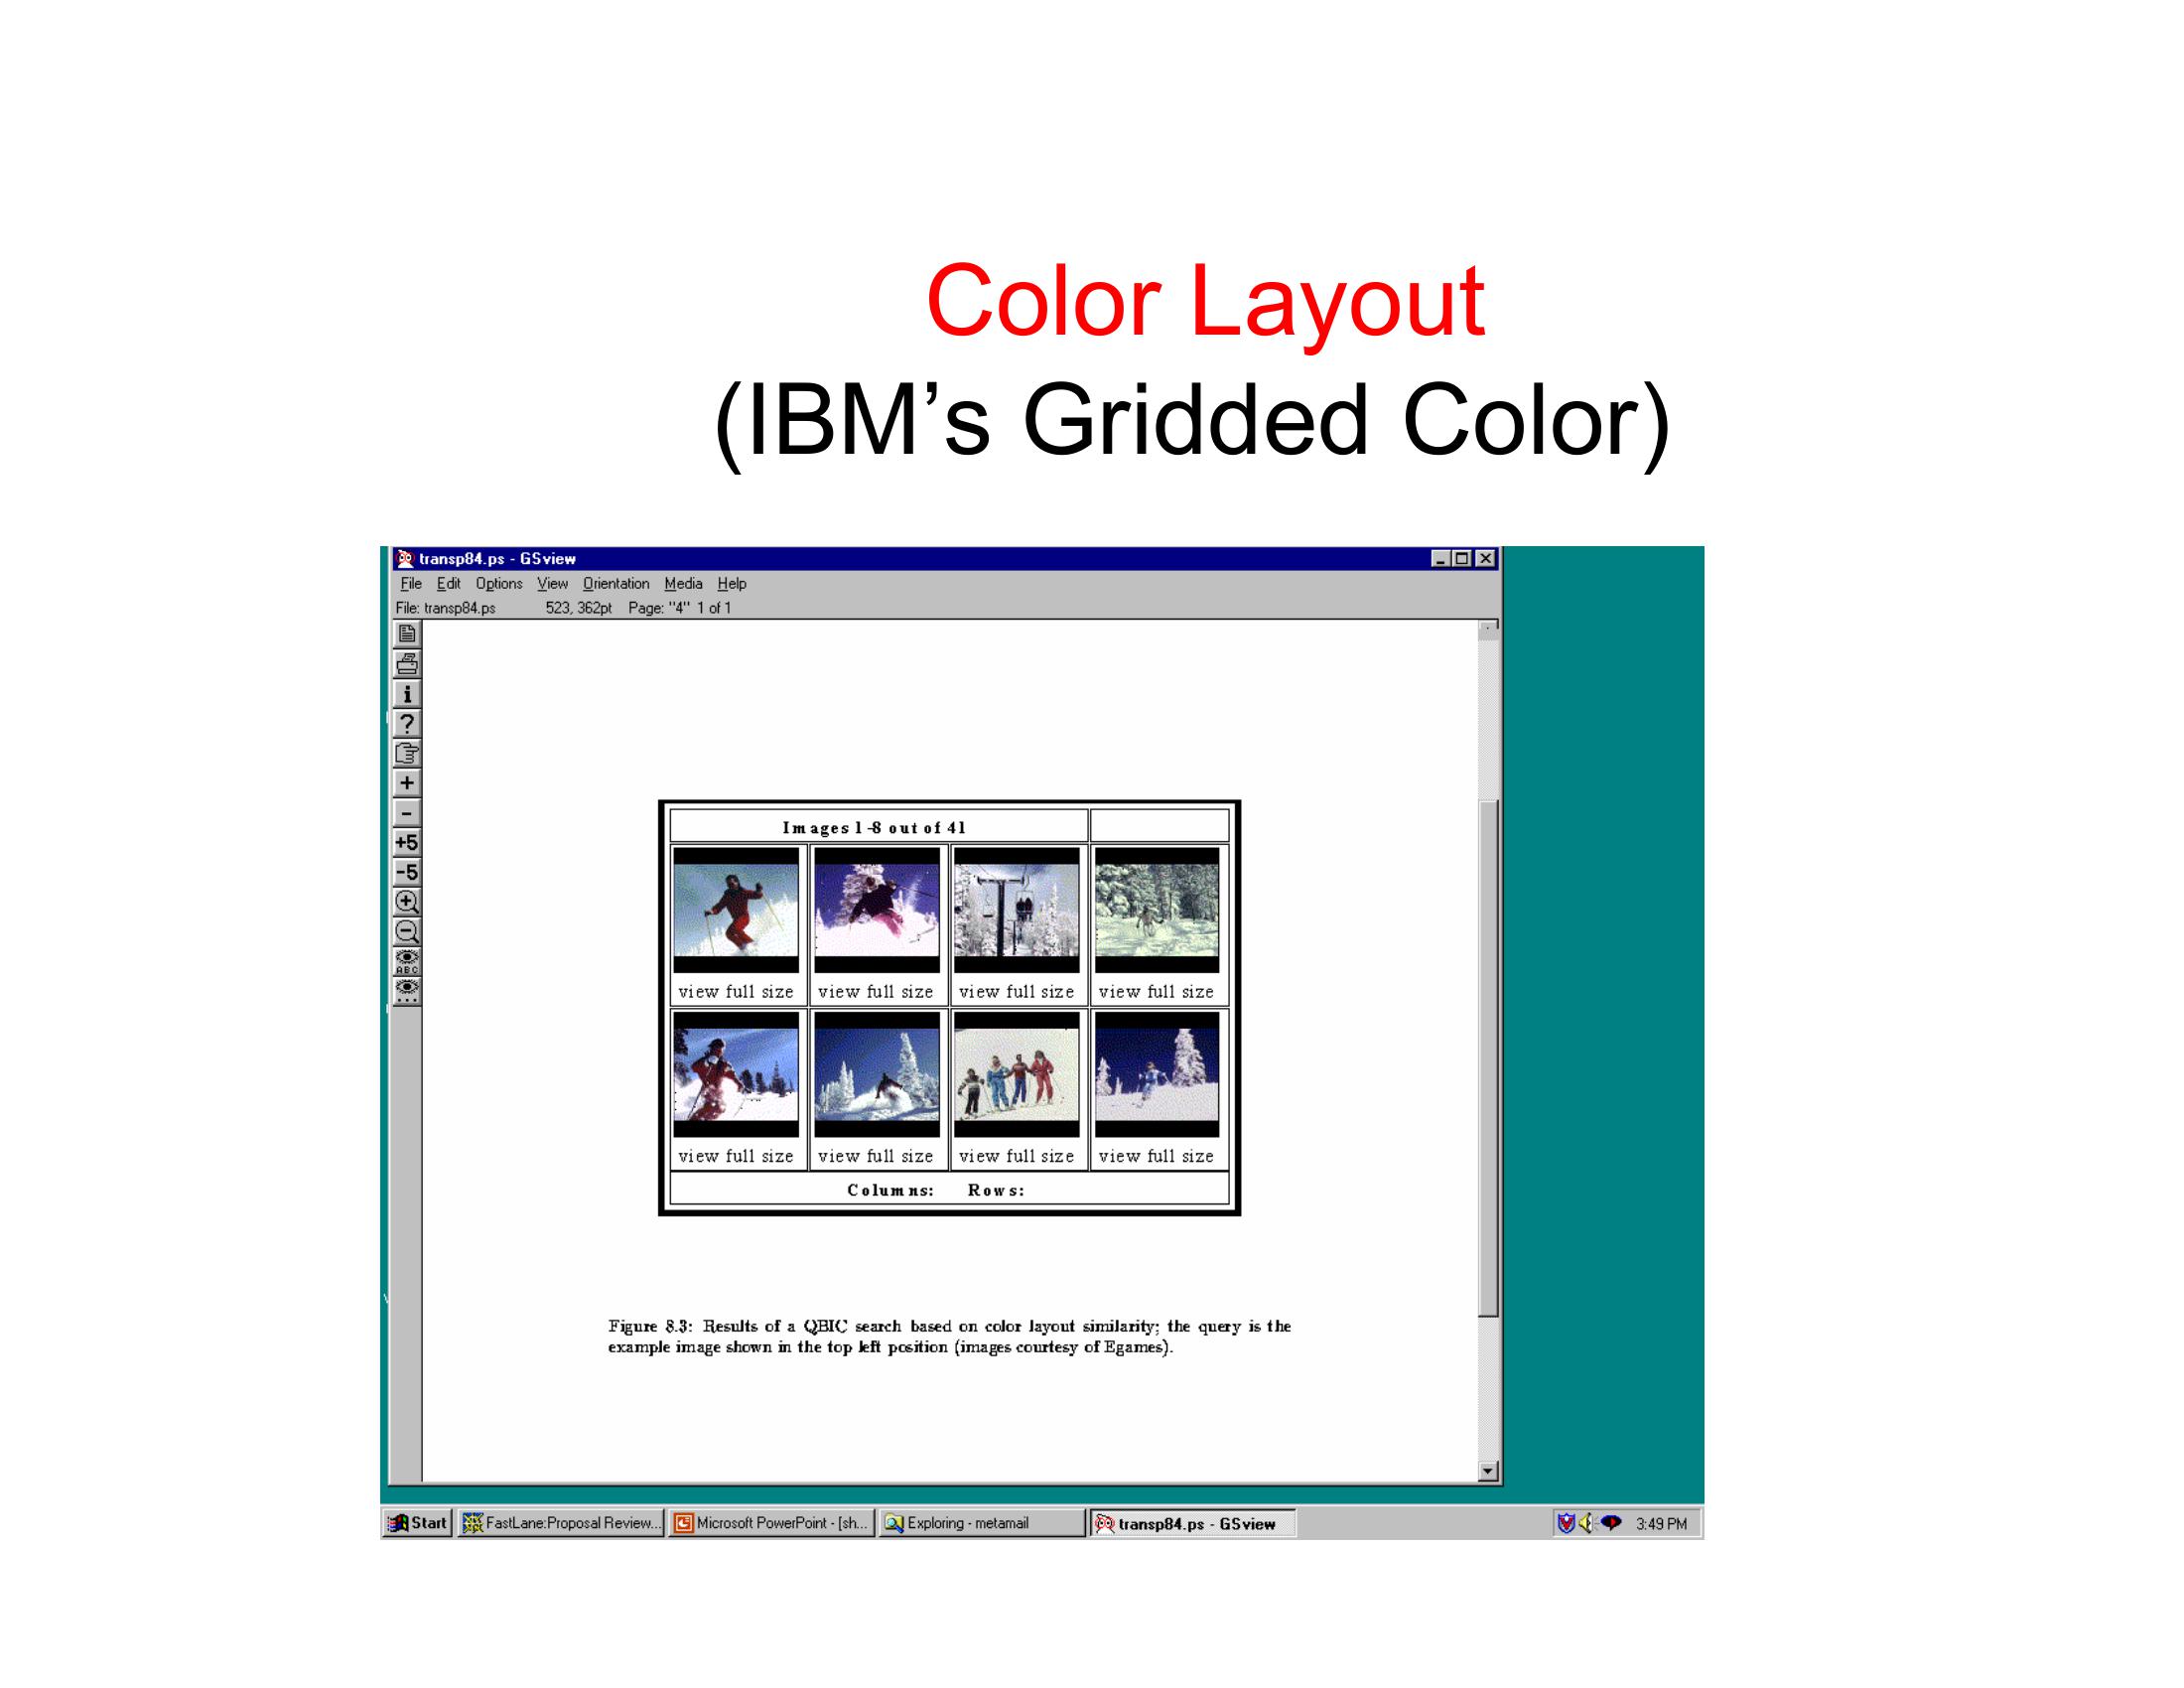 Color Layout
(IBM’s Gridded Color)
transp84.ps - GSview
File Edit Options View Orientation Media Help
File: transp84.ps 523, 362pt Page: "4" 1 of 1
i
?
+
-
+5
-5
+
-
ABC
Images 1-8 out of 41
view full size view full size view full size view full size
view full size view full size view full size view full size
Columns: Rows:
Figure 8.3: Results of a QBIC search based on color layout similarity; the query is the
example image shown in the top left position (images courtesy of Egames).
Start FastLane:Proposal Review... Microsoft PowerPoint - [sh... Exploring - metamail transp84.ps - GSview 3:49 PM